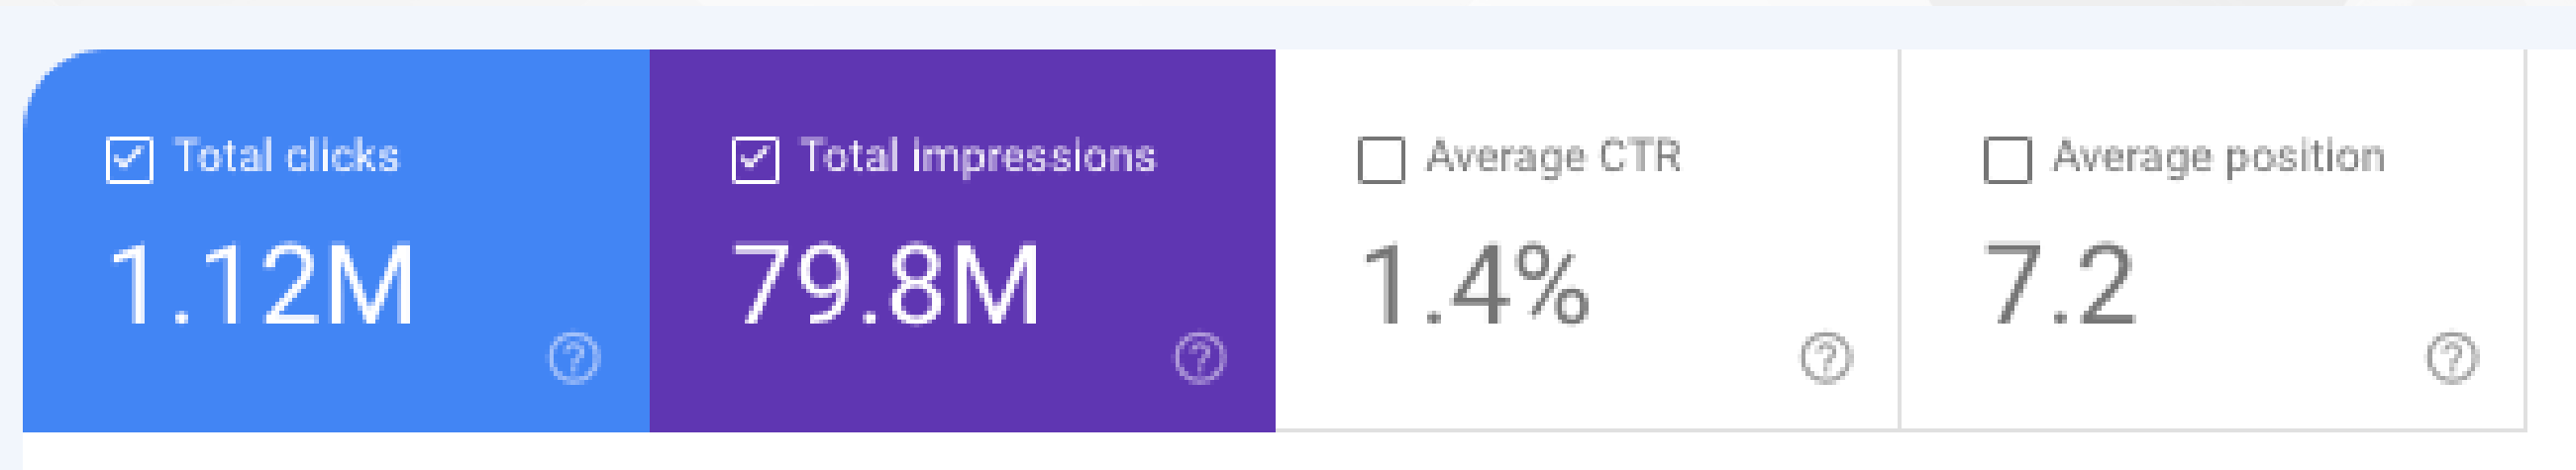 Total clicks
1.12M
Total impressions
79.8M
Average CTR
1.4%
Average position
7.2